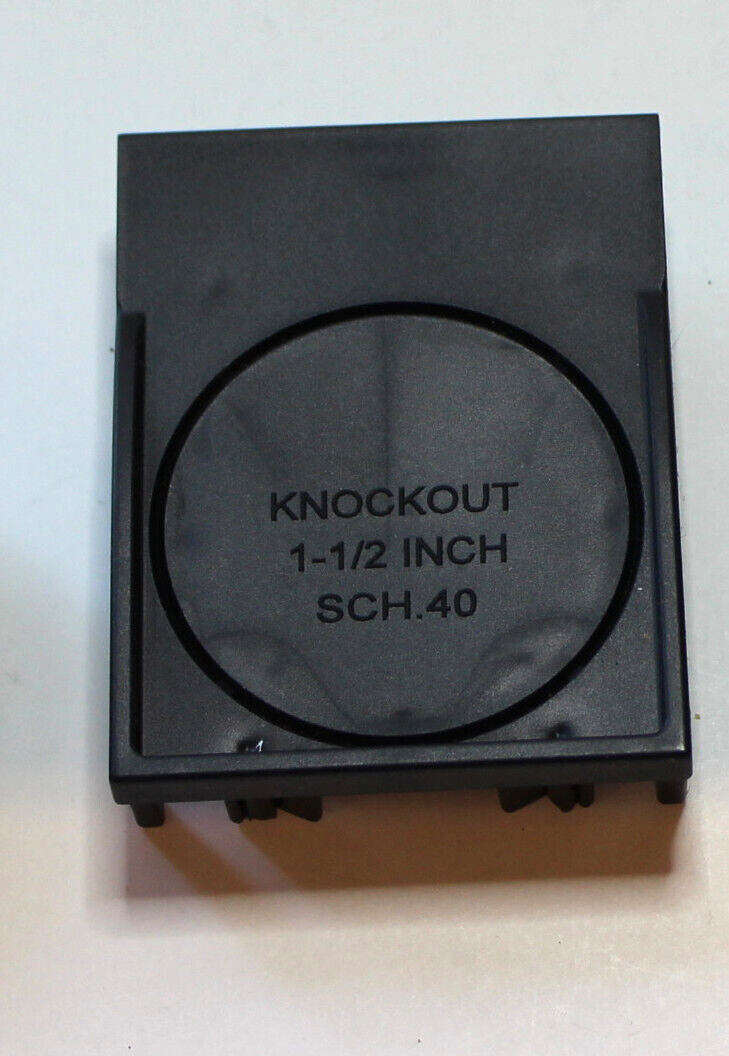 KNOCKOUT
1-1/2 INCH
SCH.40